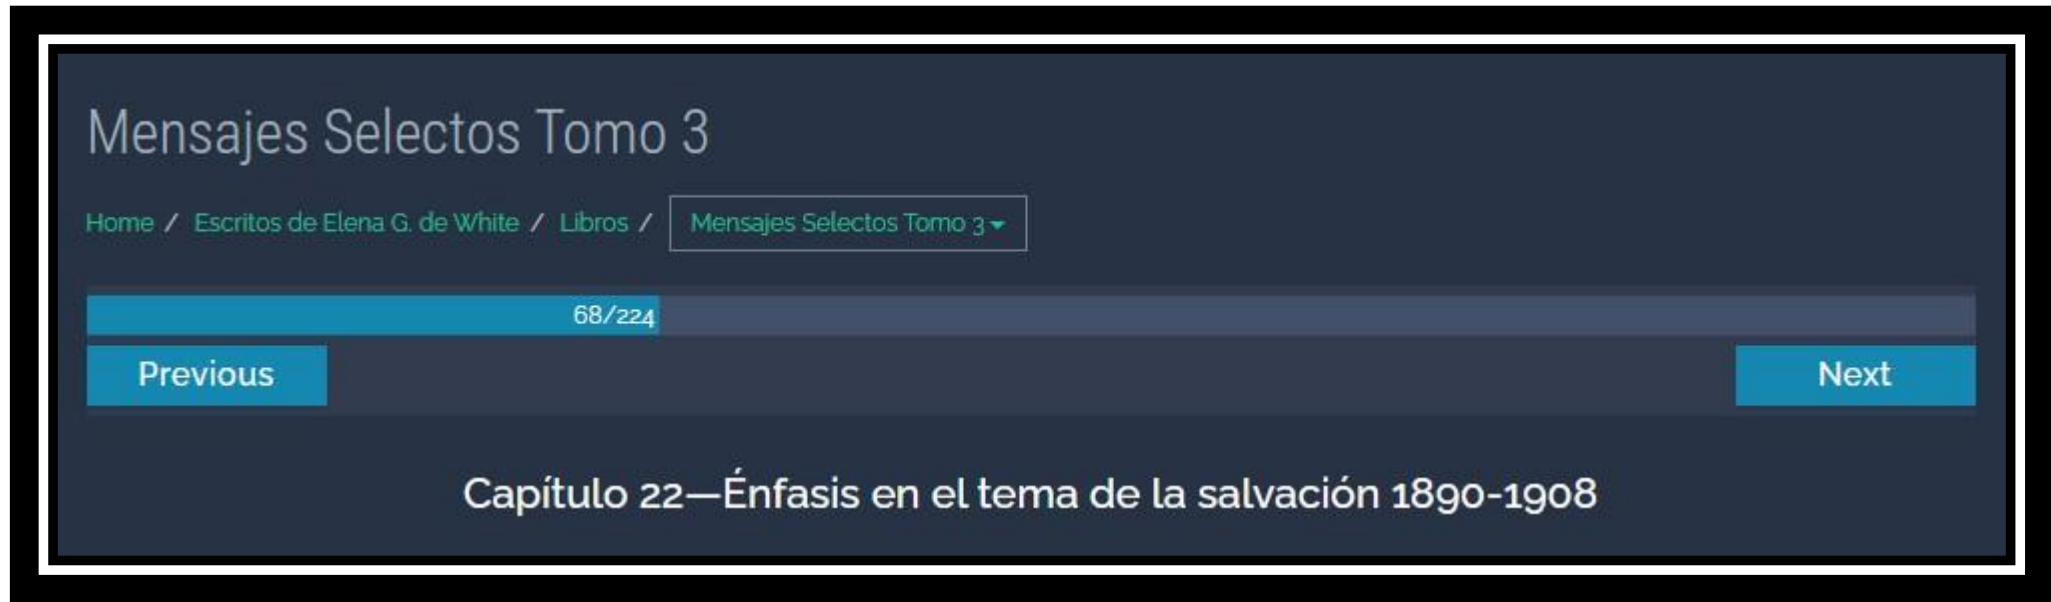 Mensajes Selectos Tomo 3
Home / Escritos de Elena G. de White / Libros / Mensajes Selectos Tomo 3
68/224
Previous
Next
Capítulo 22—Énfasis en el tema de la salvación 1890-1908